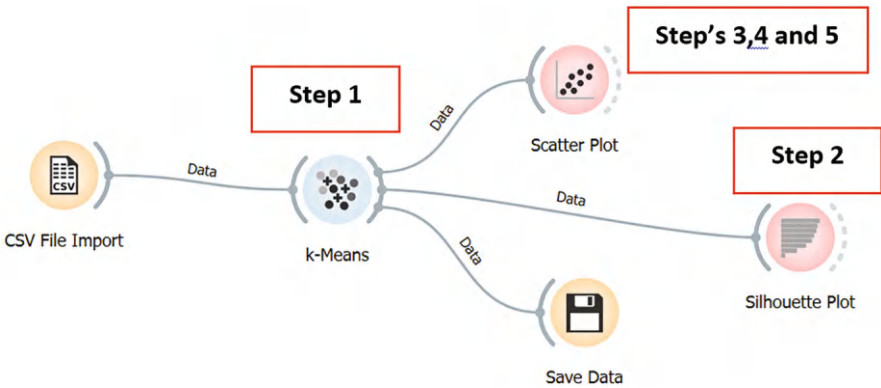 Step's 3,4 and 5
Step 1
Data
Scatter Plot
Step 2
CSV
Data
Data
CSV File Import
k-Means
Data
Silhouette Plot
Save Data